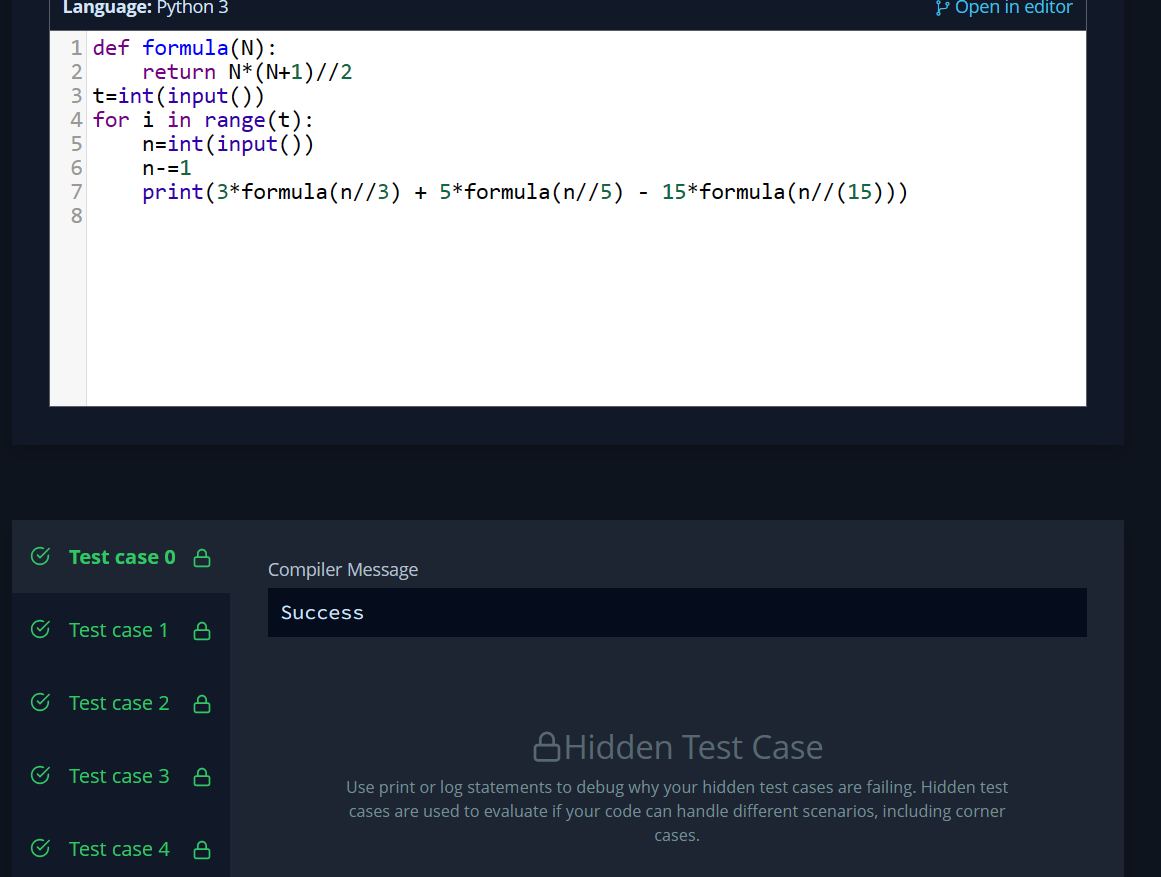 Language: Python 3
Open in editor
1 def formula(N):
2     return N*(N+1)//2
3 t=int(input())
4 for i in range(t):
5     n=int(input())
6     n-=1
7     print(3*formula(n//3) + 5*formula(n//5) - 15*formula(n//(15)))
8
Test case 0
Compiler Message
Success
Test case 1
Test case 2
Hidden Test Case
Test case 3
Use print or log statements to debug why your hidden test cases are failing. Hidden test
cases are used to evaluate if your code can handle different scenarios, including corner
cases.
Test case 4